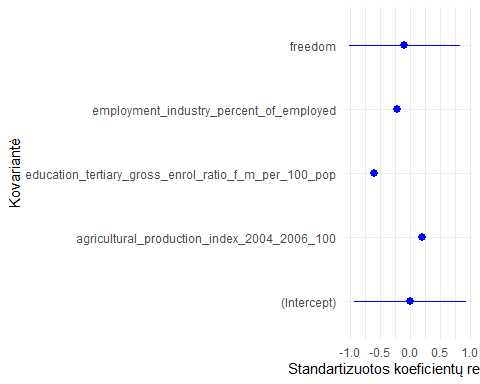 freedom
employment_industry_percent_of_employed
education_tertiary_gross_enrol_ratio_f_m_per_100_pop
agricultural_production_index_2004_2006_100
(Intercept)
Kovariantė
-1.0 -0.5 0.0 0.5 1.0
Standartizuotos koeficientų re